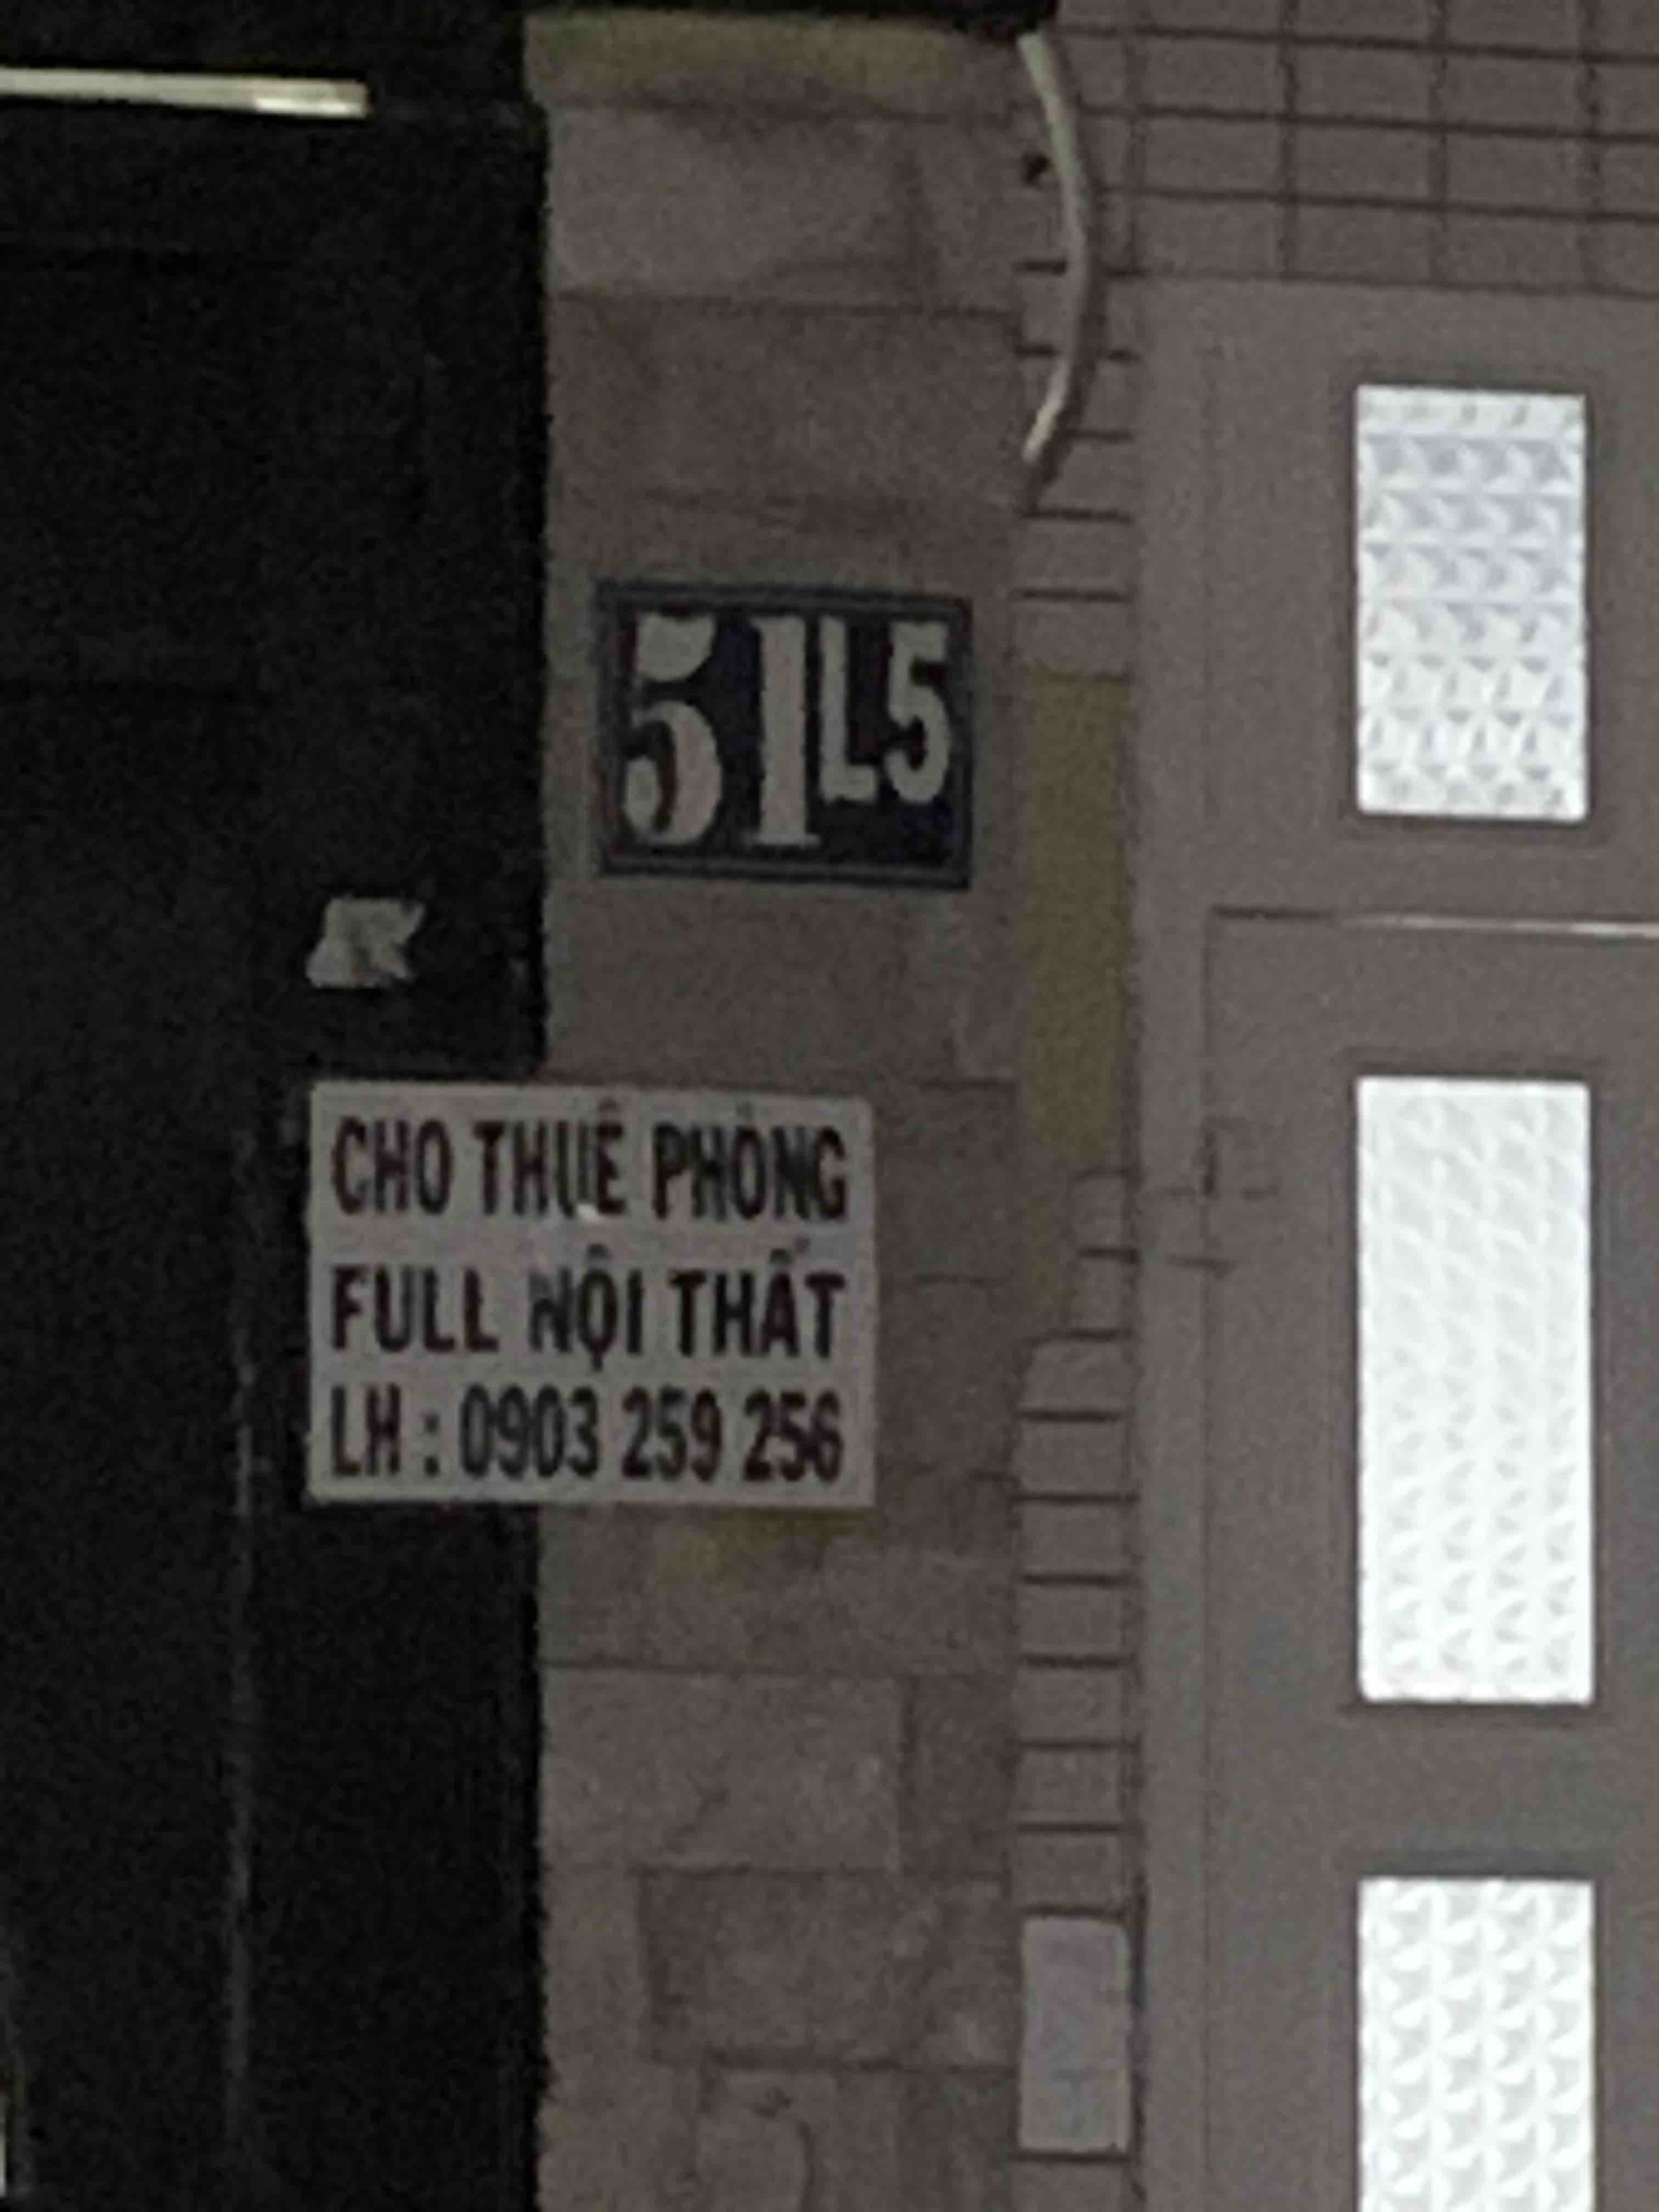 51L5
CHO THUÊ PHÒNG
FULL NỘI THẤT
LH : 0903 259 256